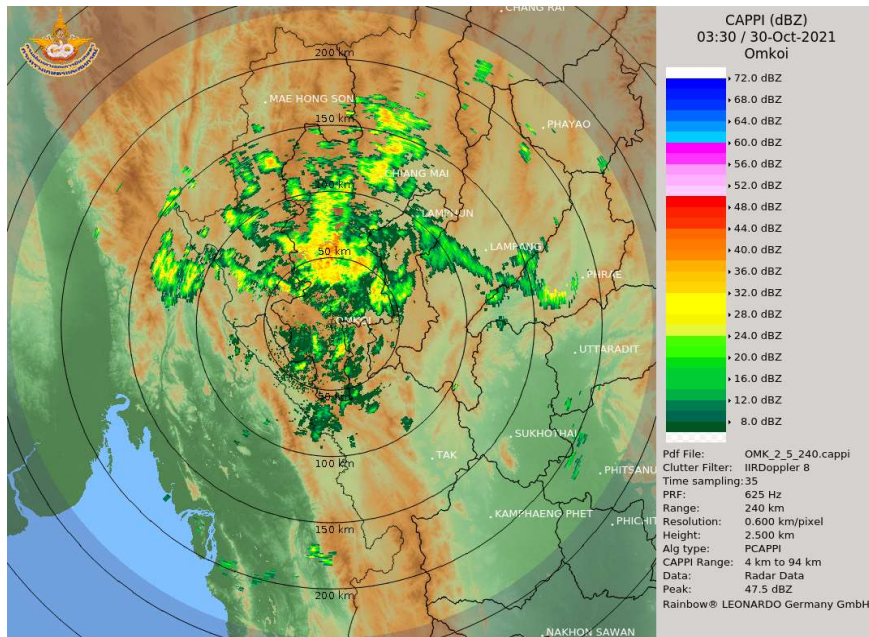 CHANG RAI
200 km
MAE HONG SON
150 km
PHAYAO
CHIANG MAI
100 km
LAMPHUN
LAMPANG
50 km
PHRAE
OMKOI
UTTARADIT
50 km
SUKHOTHAI
TAK
100 km
PHITSANU
KAMPHAENG PHET
PHICHIT
150 km
200 km
NAKHON SAWAN
CAPPI (dBZ)
03:30 / 30-Oct-2021
Omkoi
72.0 dBZ
68.0 dBZ
64.0 dBZ
60.0 dBZ
56.0 dBZ
52.0 dBZ
48.0 dBZ
44.0 dBZ
40.0 dBZ
36.0 dBZ
32.0 dBZ
28.0 dBZ
24.0 dBZ
20.0 dBZ
16.0 dBZ
12.0 dBZ
8.0 dBZ
Pdf File: OMK_2_5_240.cappi
Clutter Filter: IIRDoppler 8
Time sampling:35
PRF: 625 Hz
Range: 240 km
Resolution: 0.600 km/pixel
Height: 2.500 km
Alg type: PCAPPI
CAPPI Range: 4 km to 94 km
Data: Radar Data
Peak: 47.5 dBZ
Rainbow® LEONARDO Germany GmbH